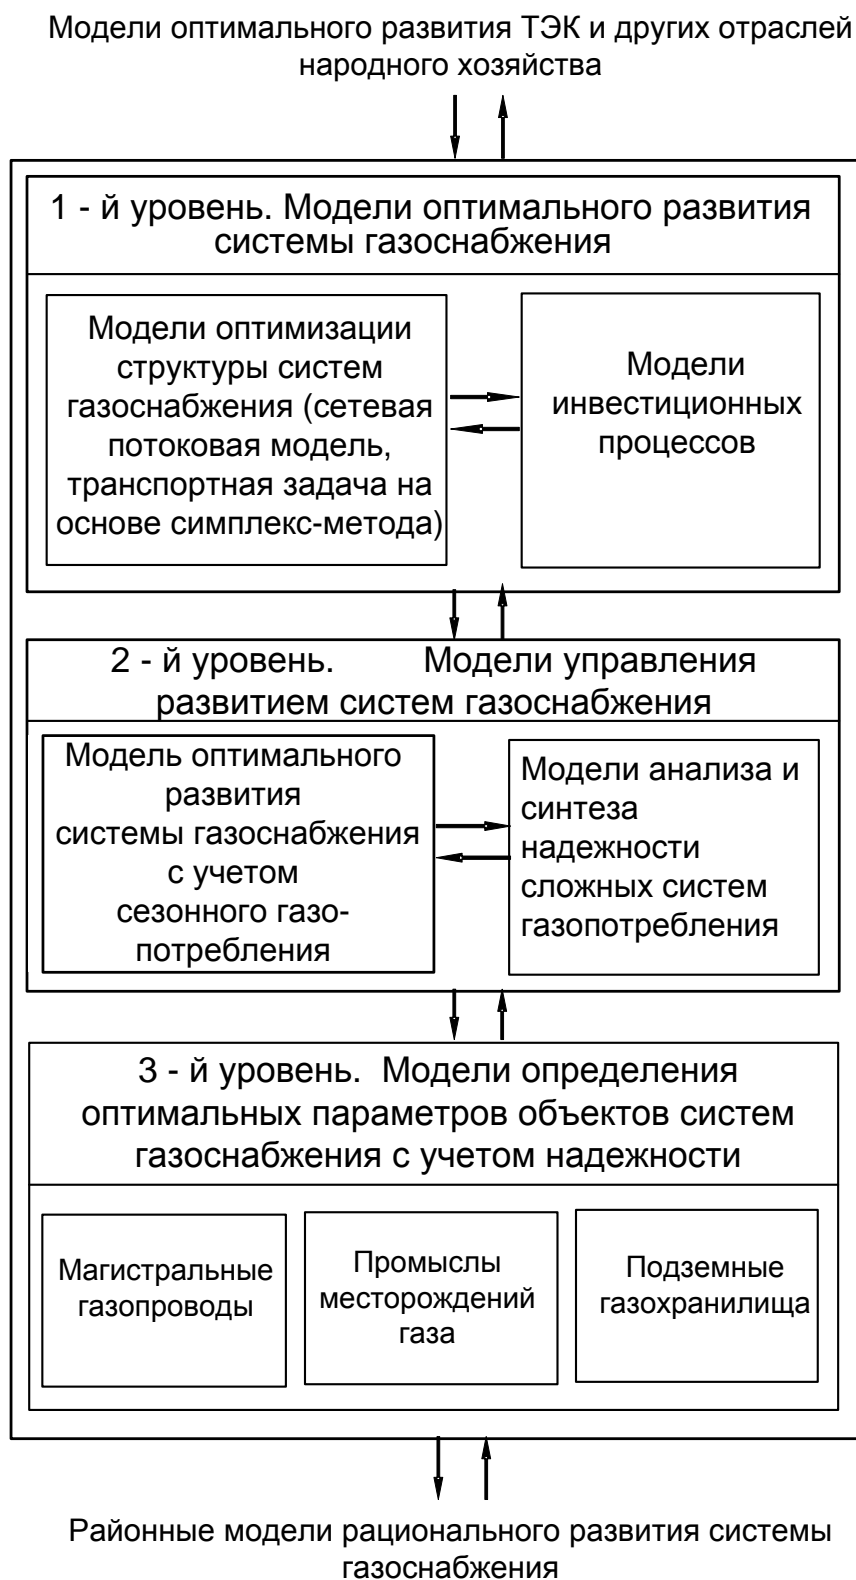 Модели оптимального развития ТЭК и других отраслей
народного хозяйства
1 - й уровень. Модели оптимального развития
системы газоснабжения
Модели оптимизации
структуры систем
газоснабжения (сетевая
потоковая модель,
транспортная задача на
основе симплекс-метода)
Модели
инвестиционных
процессов
2 - й уровень. Модели управления
развитием систем газоснабжения
Модель оптимального
развития
системы газоснабжения
с учетом
сезонного газо-
потребления
Модели анализа и
синтеза
надежности
сложных систем
газопотребления
3 - й уровень. Модели определения
оптимальных параметров объектов систем
газоснабжения с учетом надежности
Магистральные
газопроводы
Промыслы
месторождений
газа
Подземные
газохранилища
Районные модели рационального развития системы
газоснабжения